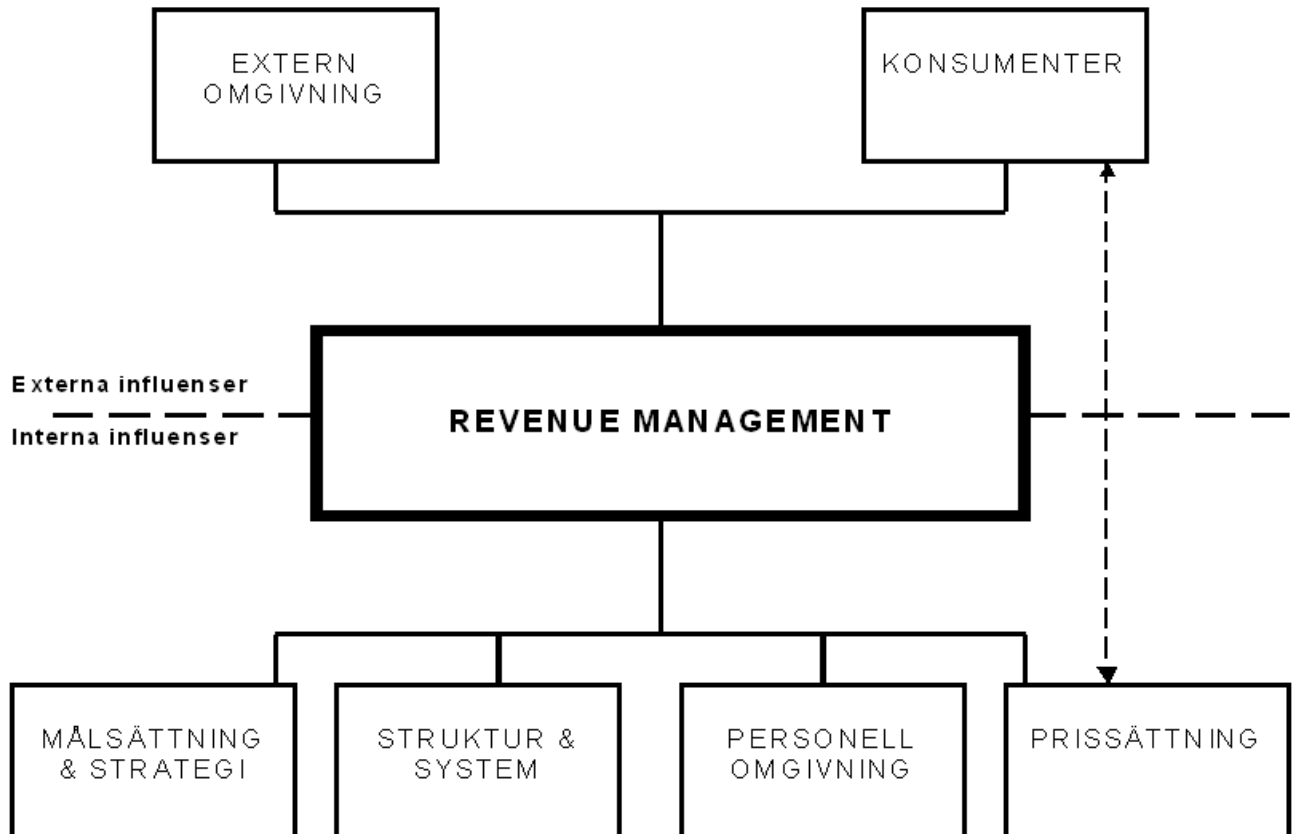 EXTERN
OMGIVNING
KONSUMENTER
Externa influenser
REVENUE MANAGEMENT
Interna influenser
MÅLSÄTTNING
& STRATEGI
STRUKTUR &
SYSTEM
PERSONELL
OMGIVNING
PRISSÄTTNING